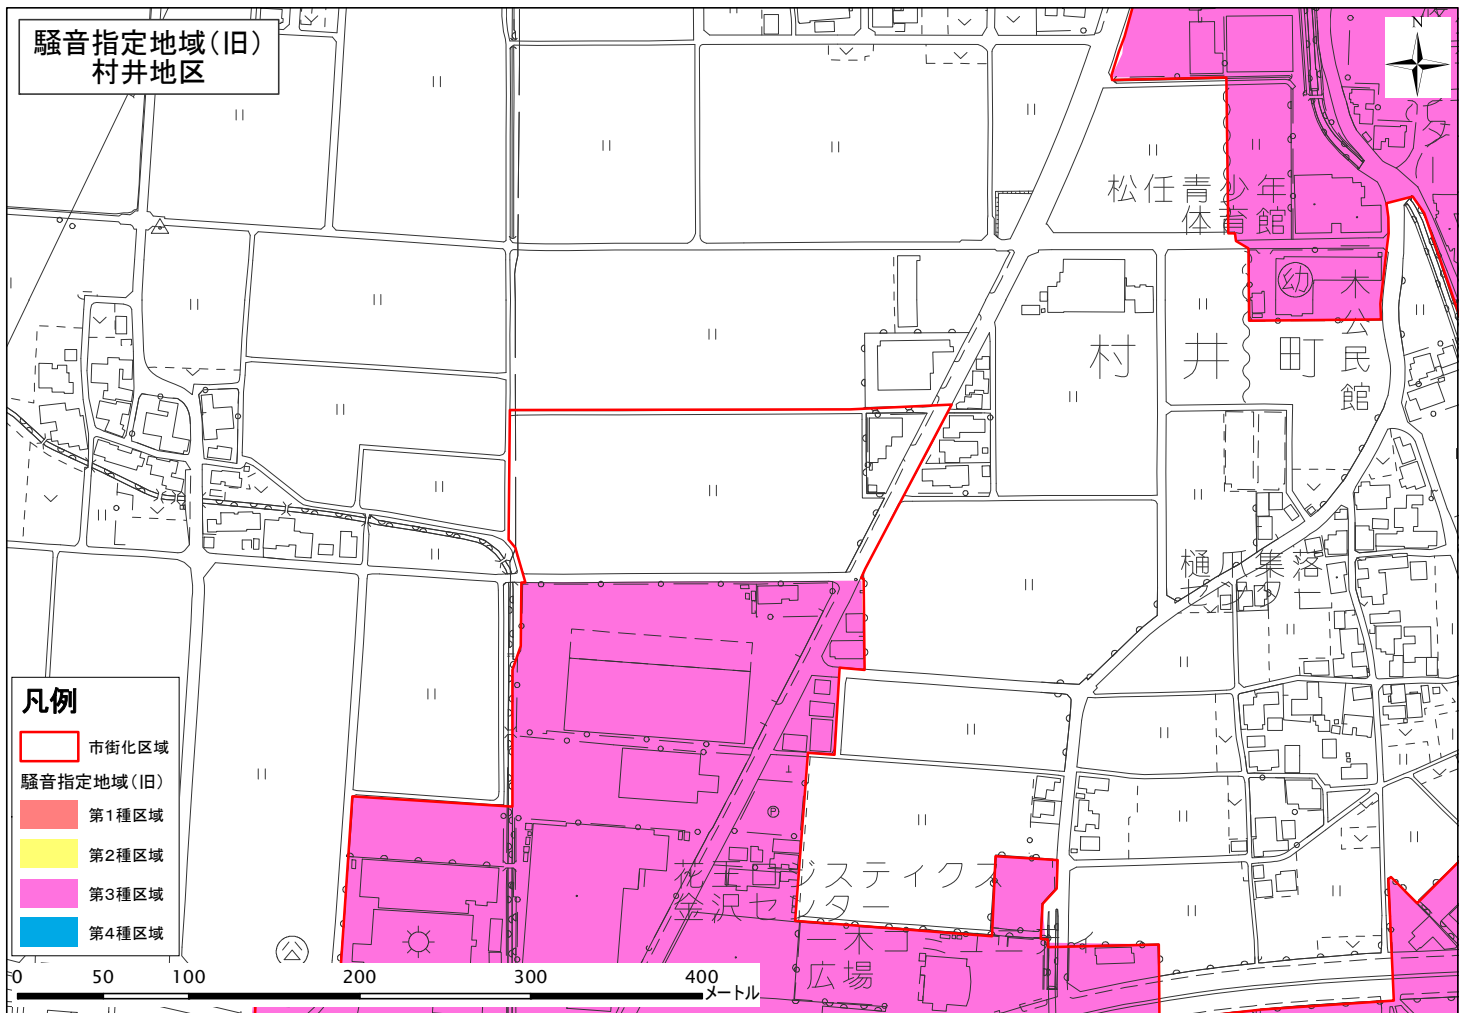 騒音指定地域(旧)
村井地区
N
松任青少年
体育館
幼
木公民館
村井町
樋爪集落
センター
花王ロジスティクス
金沢センター
P
一木コミュニティ
広場
凡例
市街化区域
騒音指定地域(旧)
第1種区域
第2種区域
第3種区域
第4種区域
0 50 100 200 300 400
メートル